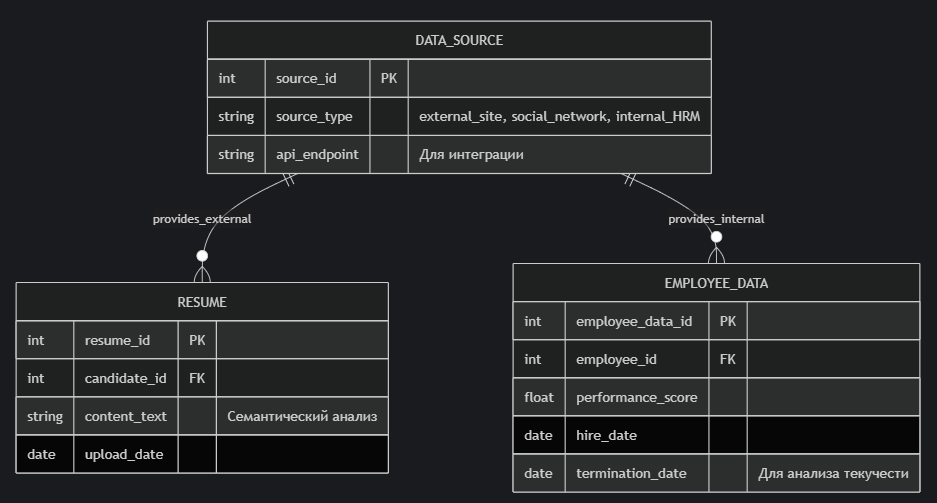 DATA_SOURCE
int source_id PK
string source_type external_site, social_network, internal_HRM
string api_endpoint Для интеграции
provides_external
provides_internal
RESUME
int resume_id PK
int candidate_id FK
string content_text Семантический анализ
date upload_date
EMPLOYEE_DATA
int employee_data_id PK
int employee_id FK
float performance_score
date hire_date
date termination_date Для анализа текучести